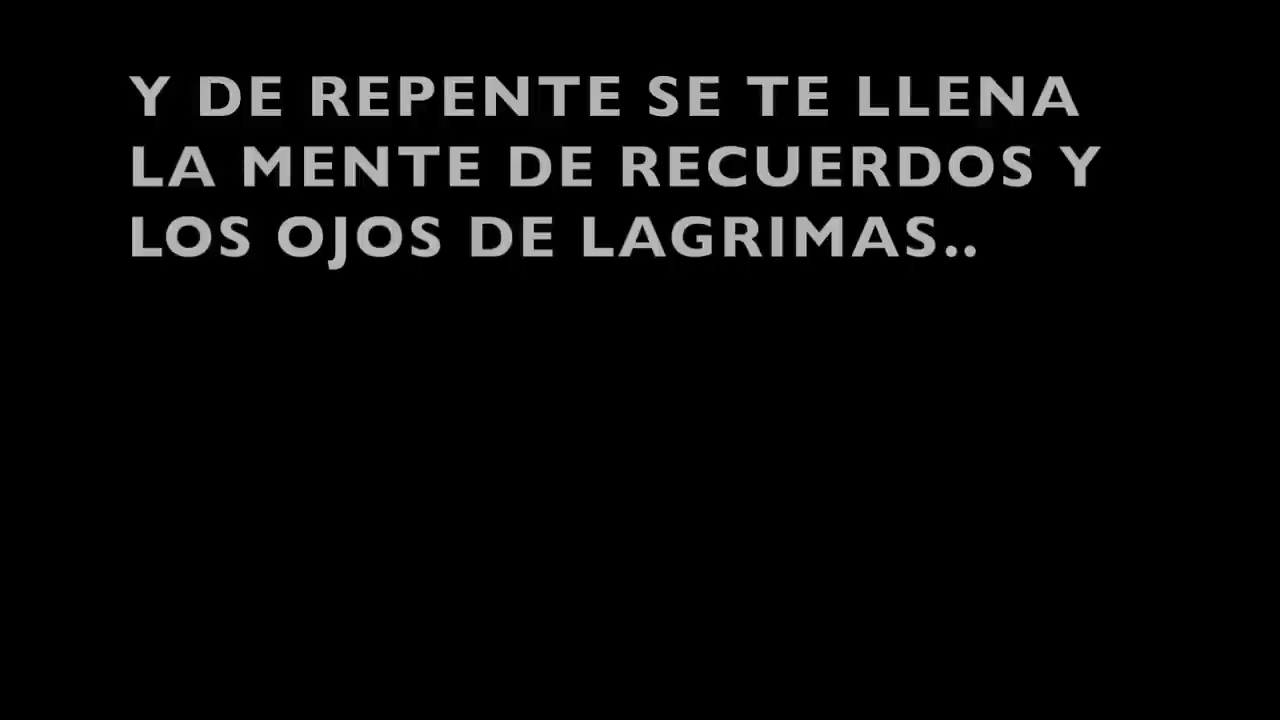 Y DE REPENTE SE TE LLENA
LA MENTE DE RECUERDOS Y
LOS OJOS DE LAGRIMAS..